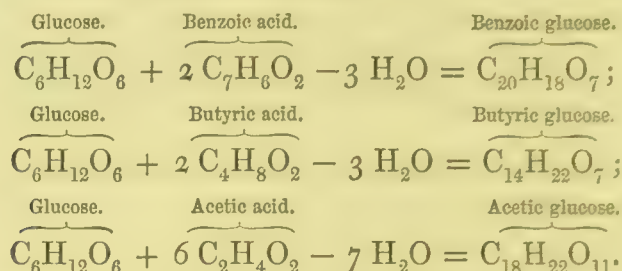 Glucose. Benzoic acid. Benzoic glucose.
C₆H₁₂O₆ + 2 C₇H₆O₂ − 3 H₂O = C₂₀H₁₈O₇;
Glucose. Butyric acid. Butyric glucose.
C₆H₁₂O₆ + 2 C₄H₈O₂ − 3 H₂O = C₁₄H₂₂O₇;
Glucose. Acetic acid. Acetic glucose.
C₆H₁₂O₆ + 6 C₂H₄O₂ − 7 H₂O = C₁₈H₂₂O₁₁.